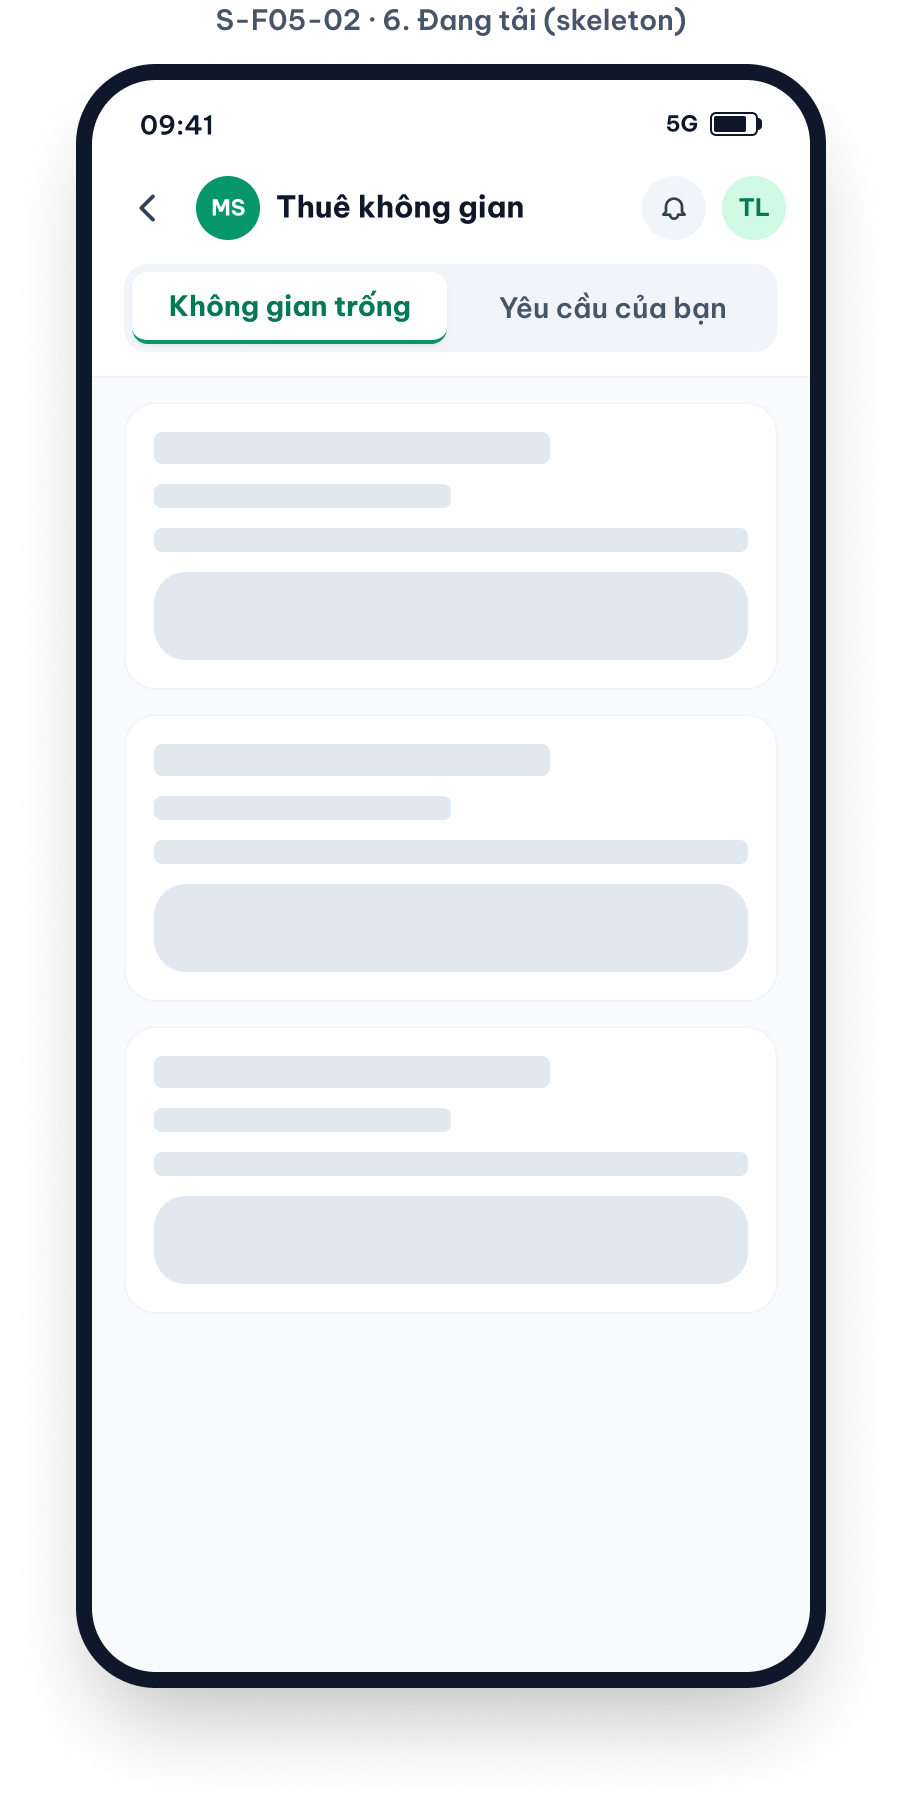 S-F05-02 · 6. Đang tải (skeleton)
09:41 5G
MS Thuê không gian TL
Không gian trống Yêu cầu của bạn